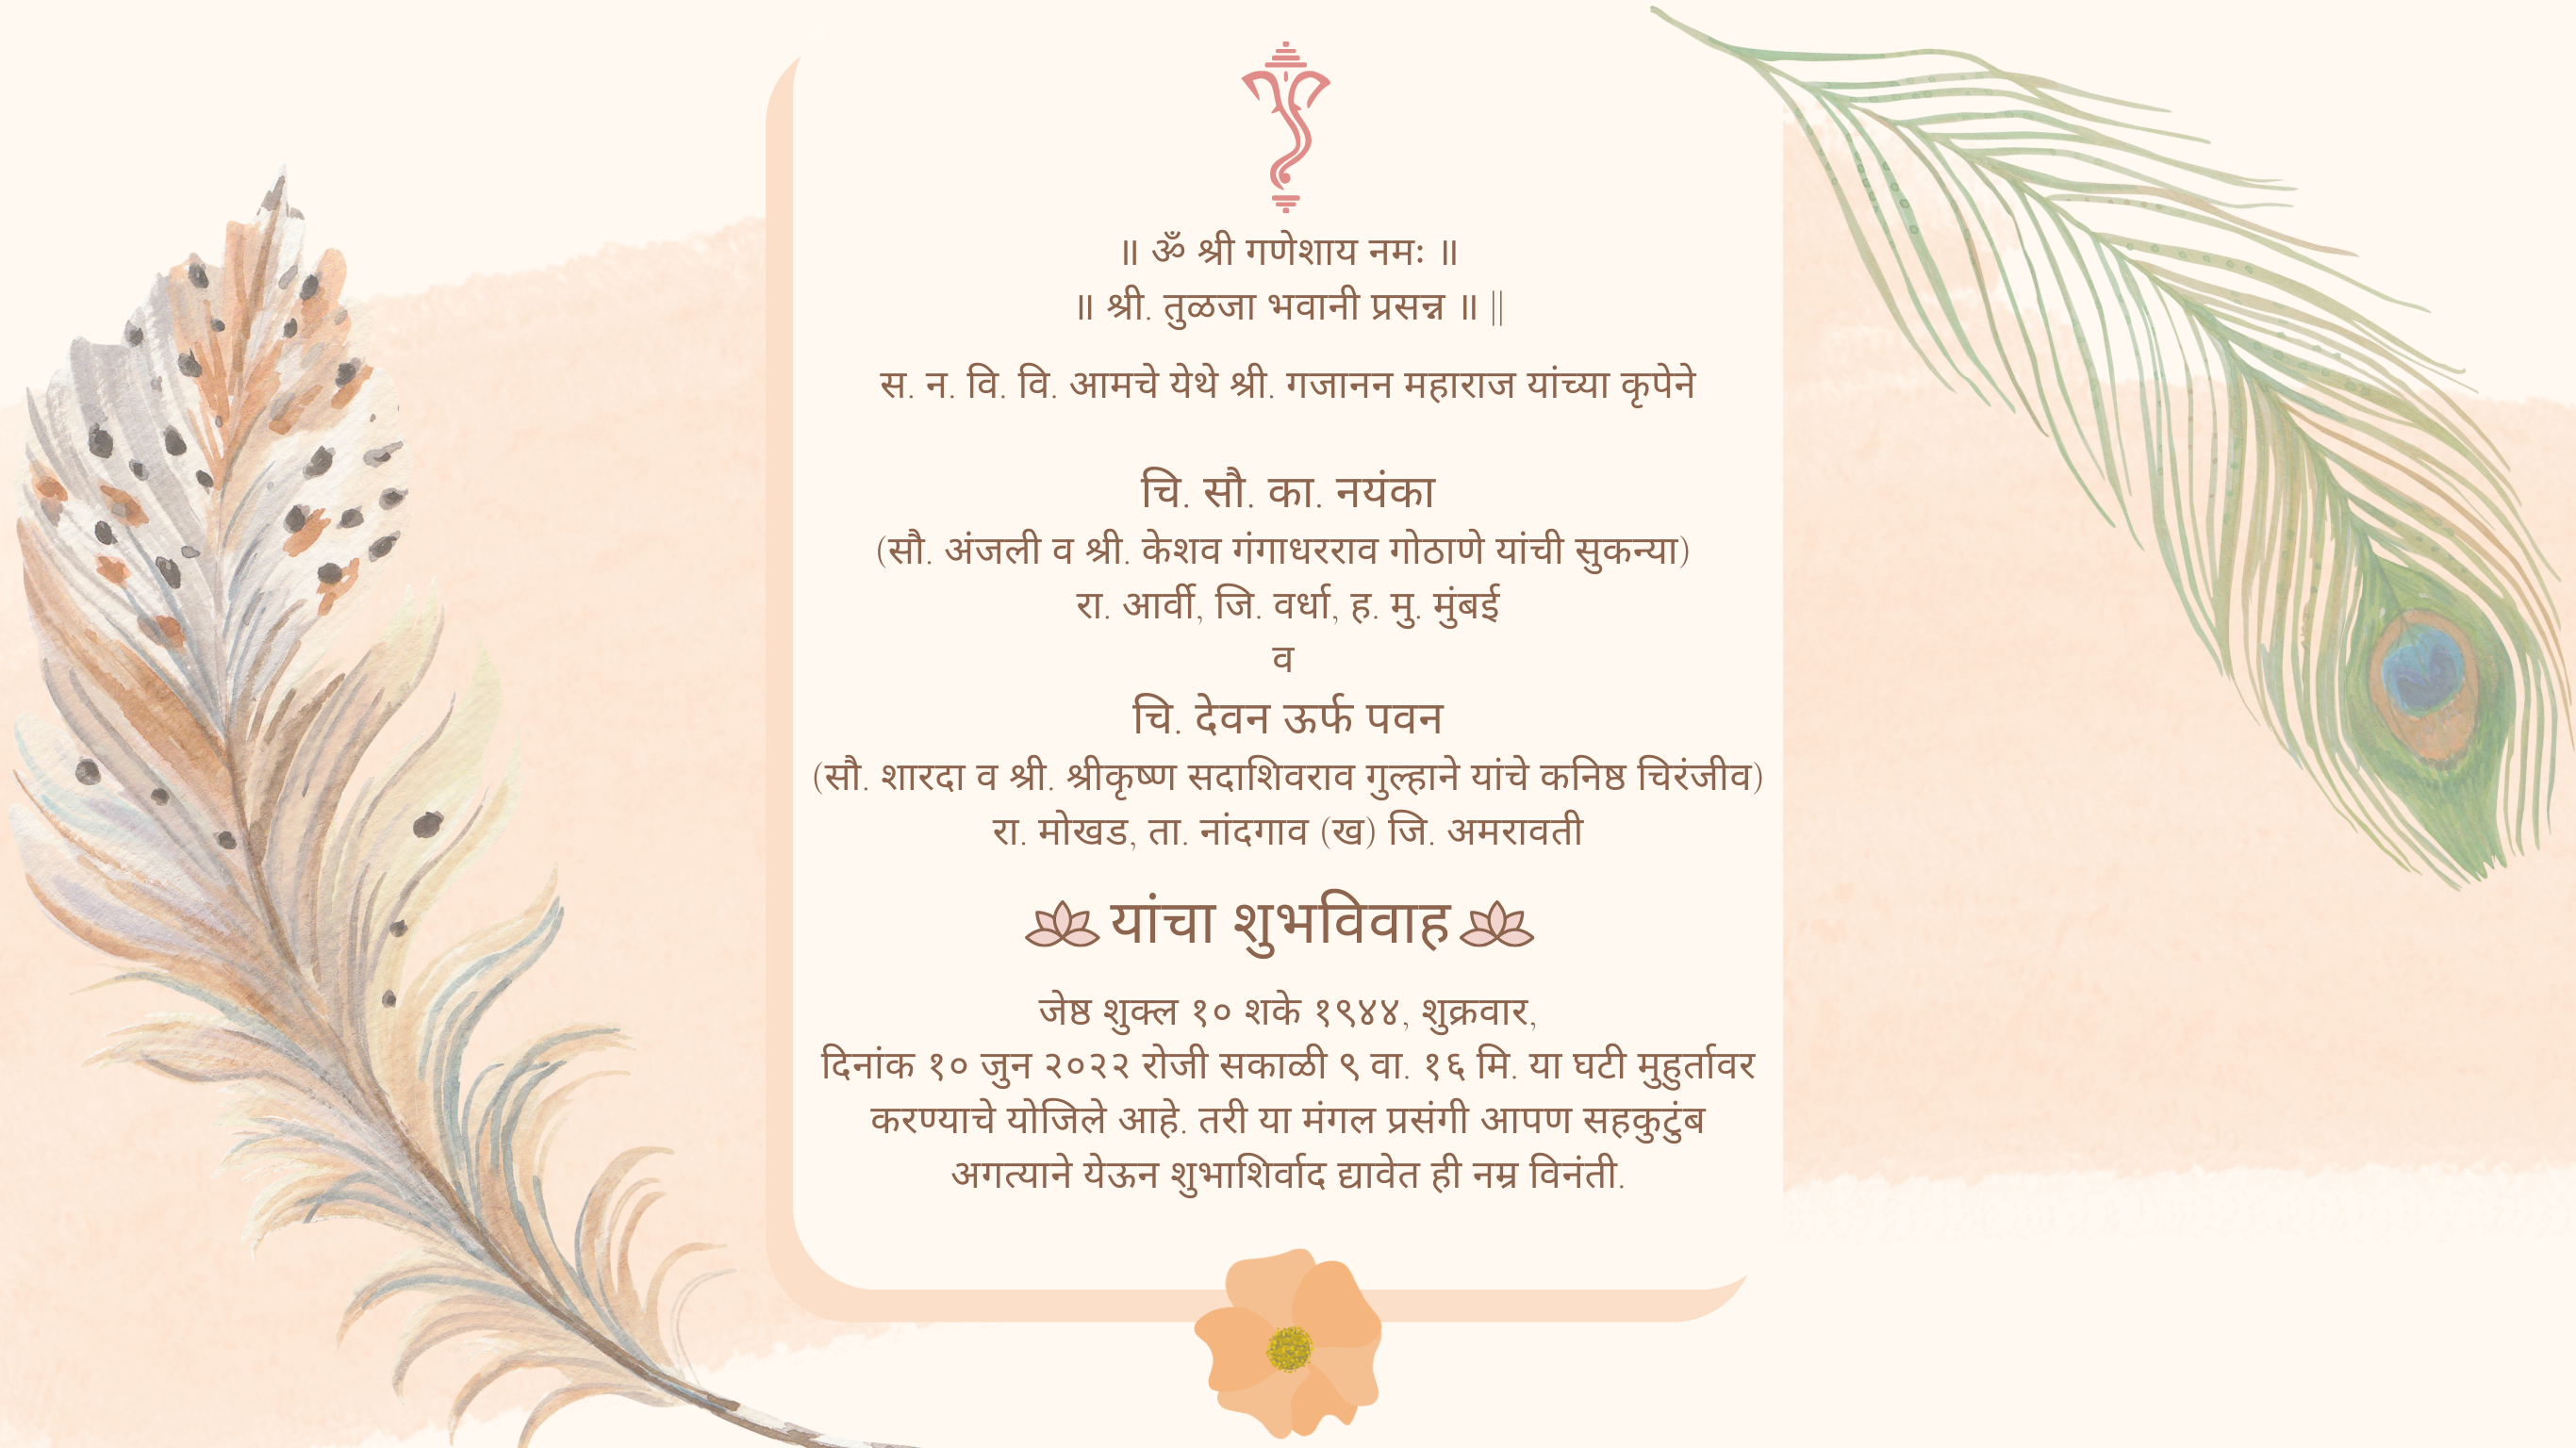 ॥ ॐ श्री गणेशाय नमः ॥
॥ श्री. तुळजा भवानी प्रसन्न ॥ ||
स. न. वि. वि. आमचे येथे श्री. गजानन महाराज यांच्या कृपेने
चि. सौ. का. नयंका
(सौ. अंजली व श्री. केशव गंगाधरराव गोठाणे यांची सुकन्या)
रा. आर्वी, जि. वर्धा, ह. मु. मुंबई
व
चि. देवन ऊर्फ पवन
(सौ. शारदा व श्री. श्रीकृष्ण सदाशिवराव गुल्हाने यांचे कनिष्ठ चिरंजीव)
रा. मोखड, ता. नांदगाव (ख) जि. अमरावती
यांचा शुभविवाह
जेष्ठ शुक्ल १० शके १९४४, शुक्रवार,
दिनांक १० जुन २०२२ रोजी सकाळी ९ वा. १६ मि. या घटी मुहुर्तावर
करण्याचे योजिले आहे. तरी या मंगल प्रसंगी आपण सहकुटुंब
अगत्याने येऊन शुभाशिर्वाद द्यावेत ही नम्र विनंती.